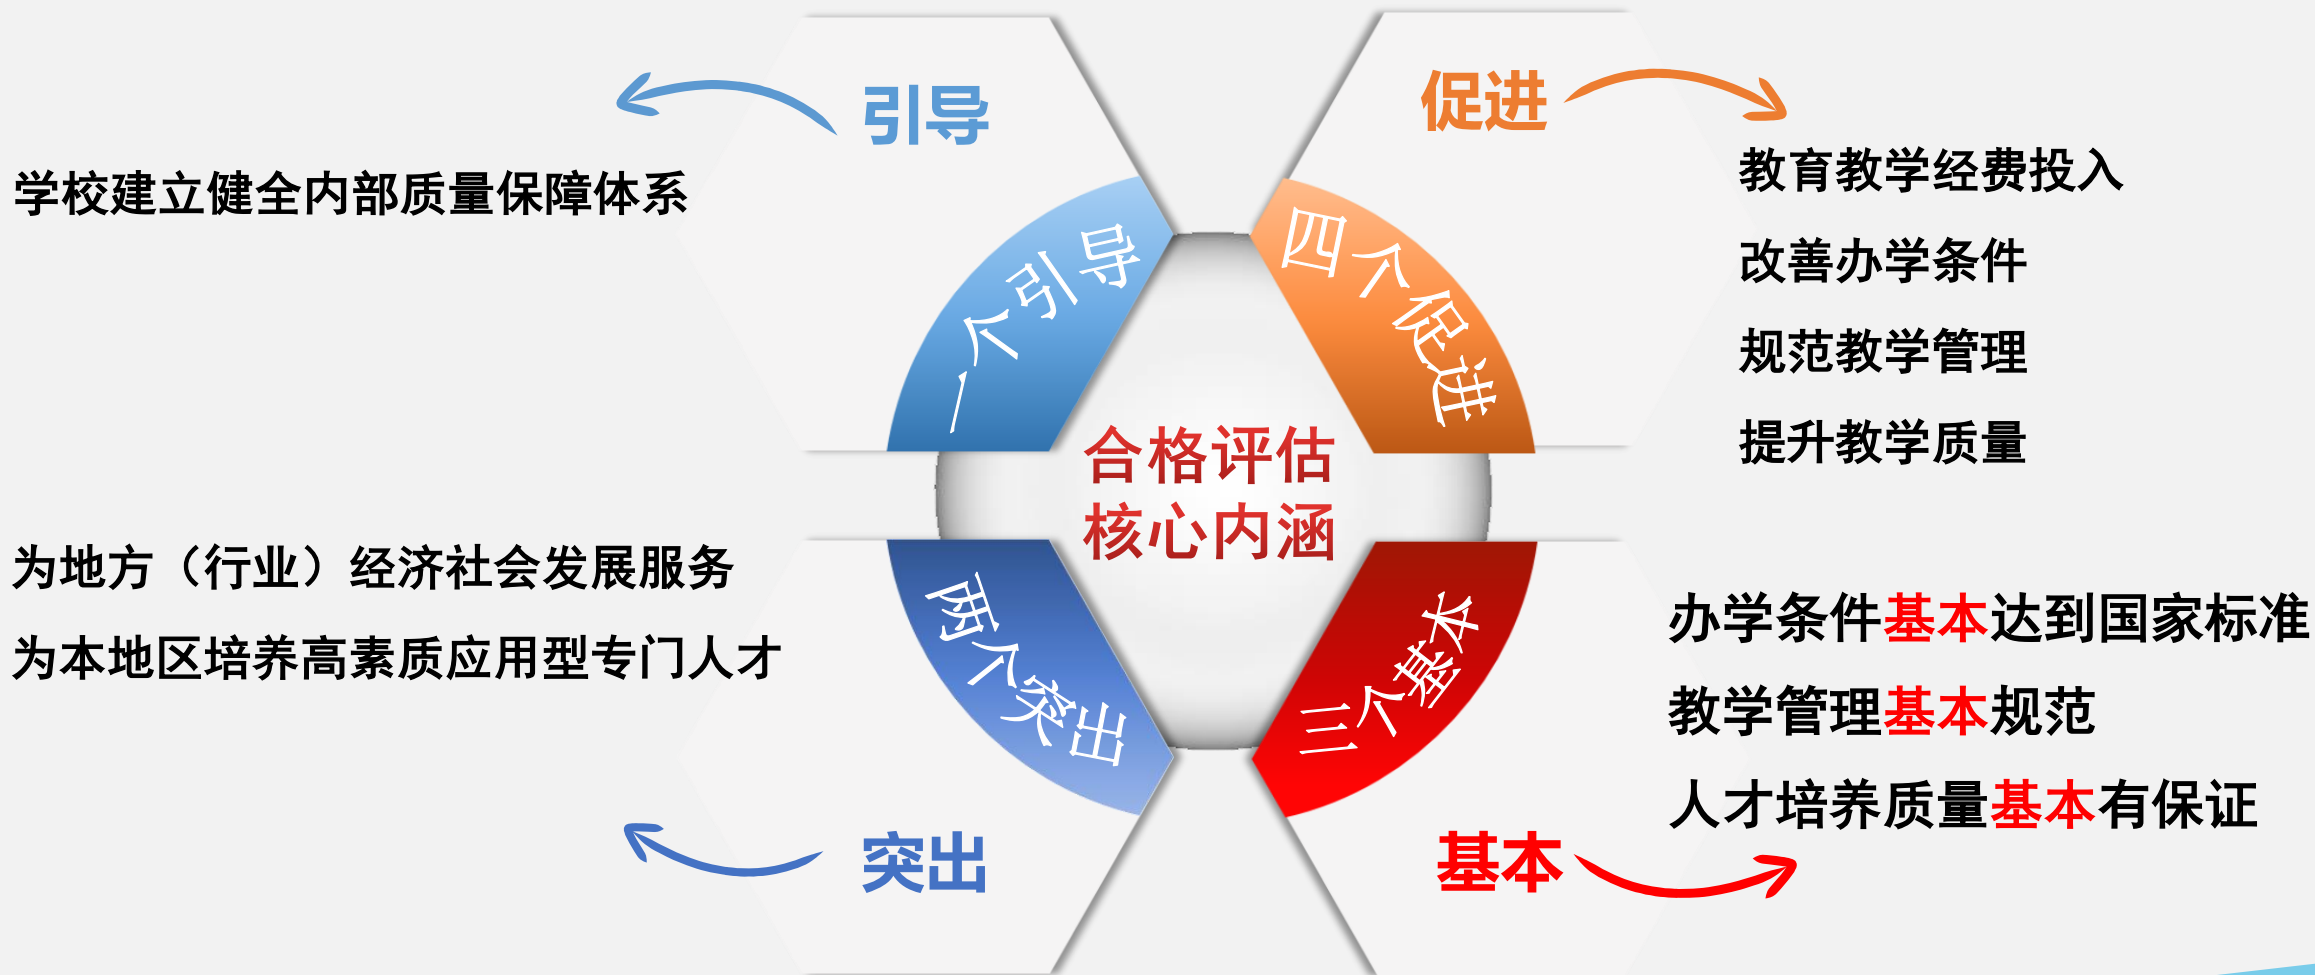 引导
学校建立健全内部质量保障体系
一个引导
促进
教育教学经费投入
改善办学条件
规范教学管理
提升教学质量
四个促进
合格评估
核心内涵
为地方（行业）经济社会发展服务
为本地区培养高素质应用型专门人才
两个突出
突出
三个基本
办学条件基本达到国家标准
教学管理基本规范
人才培养质量基本有保证
基本